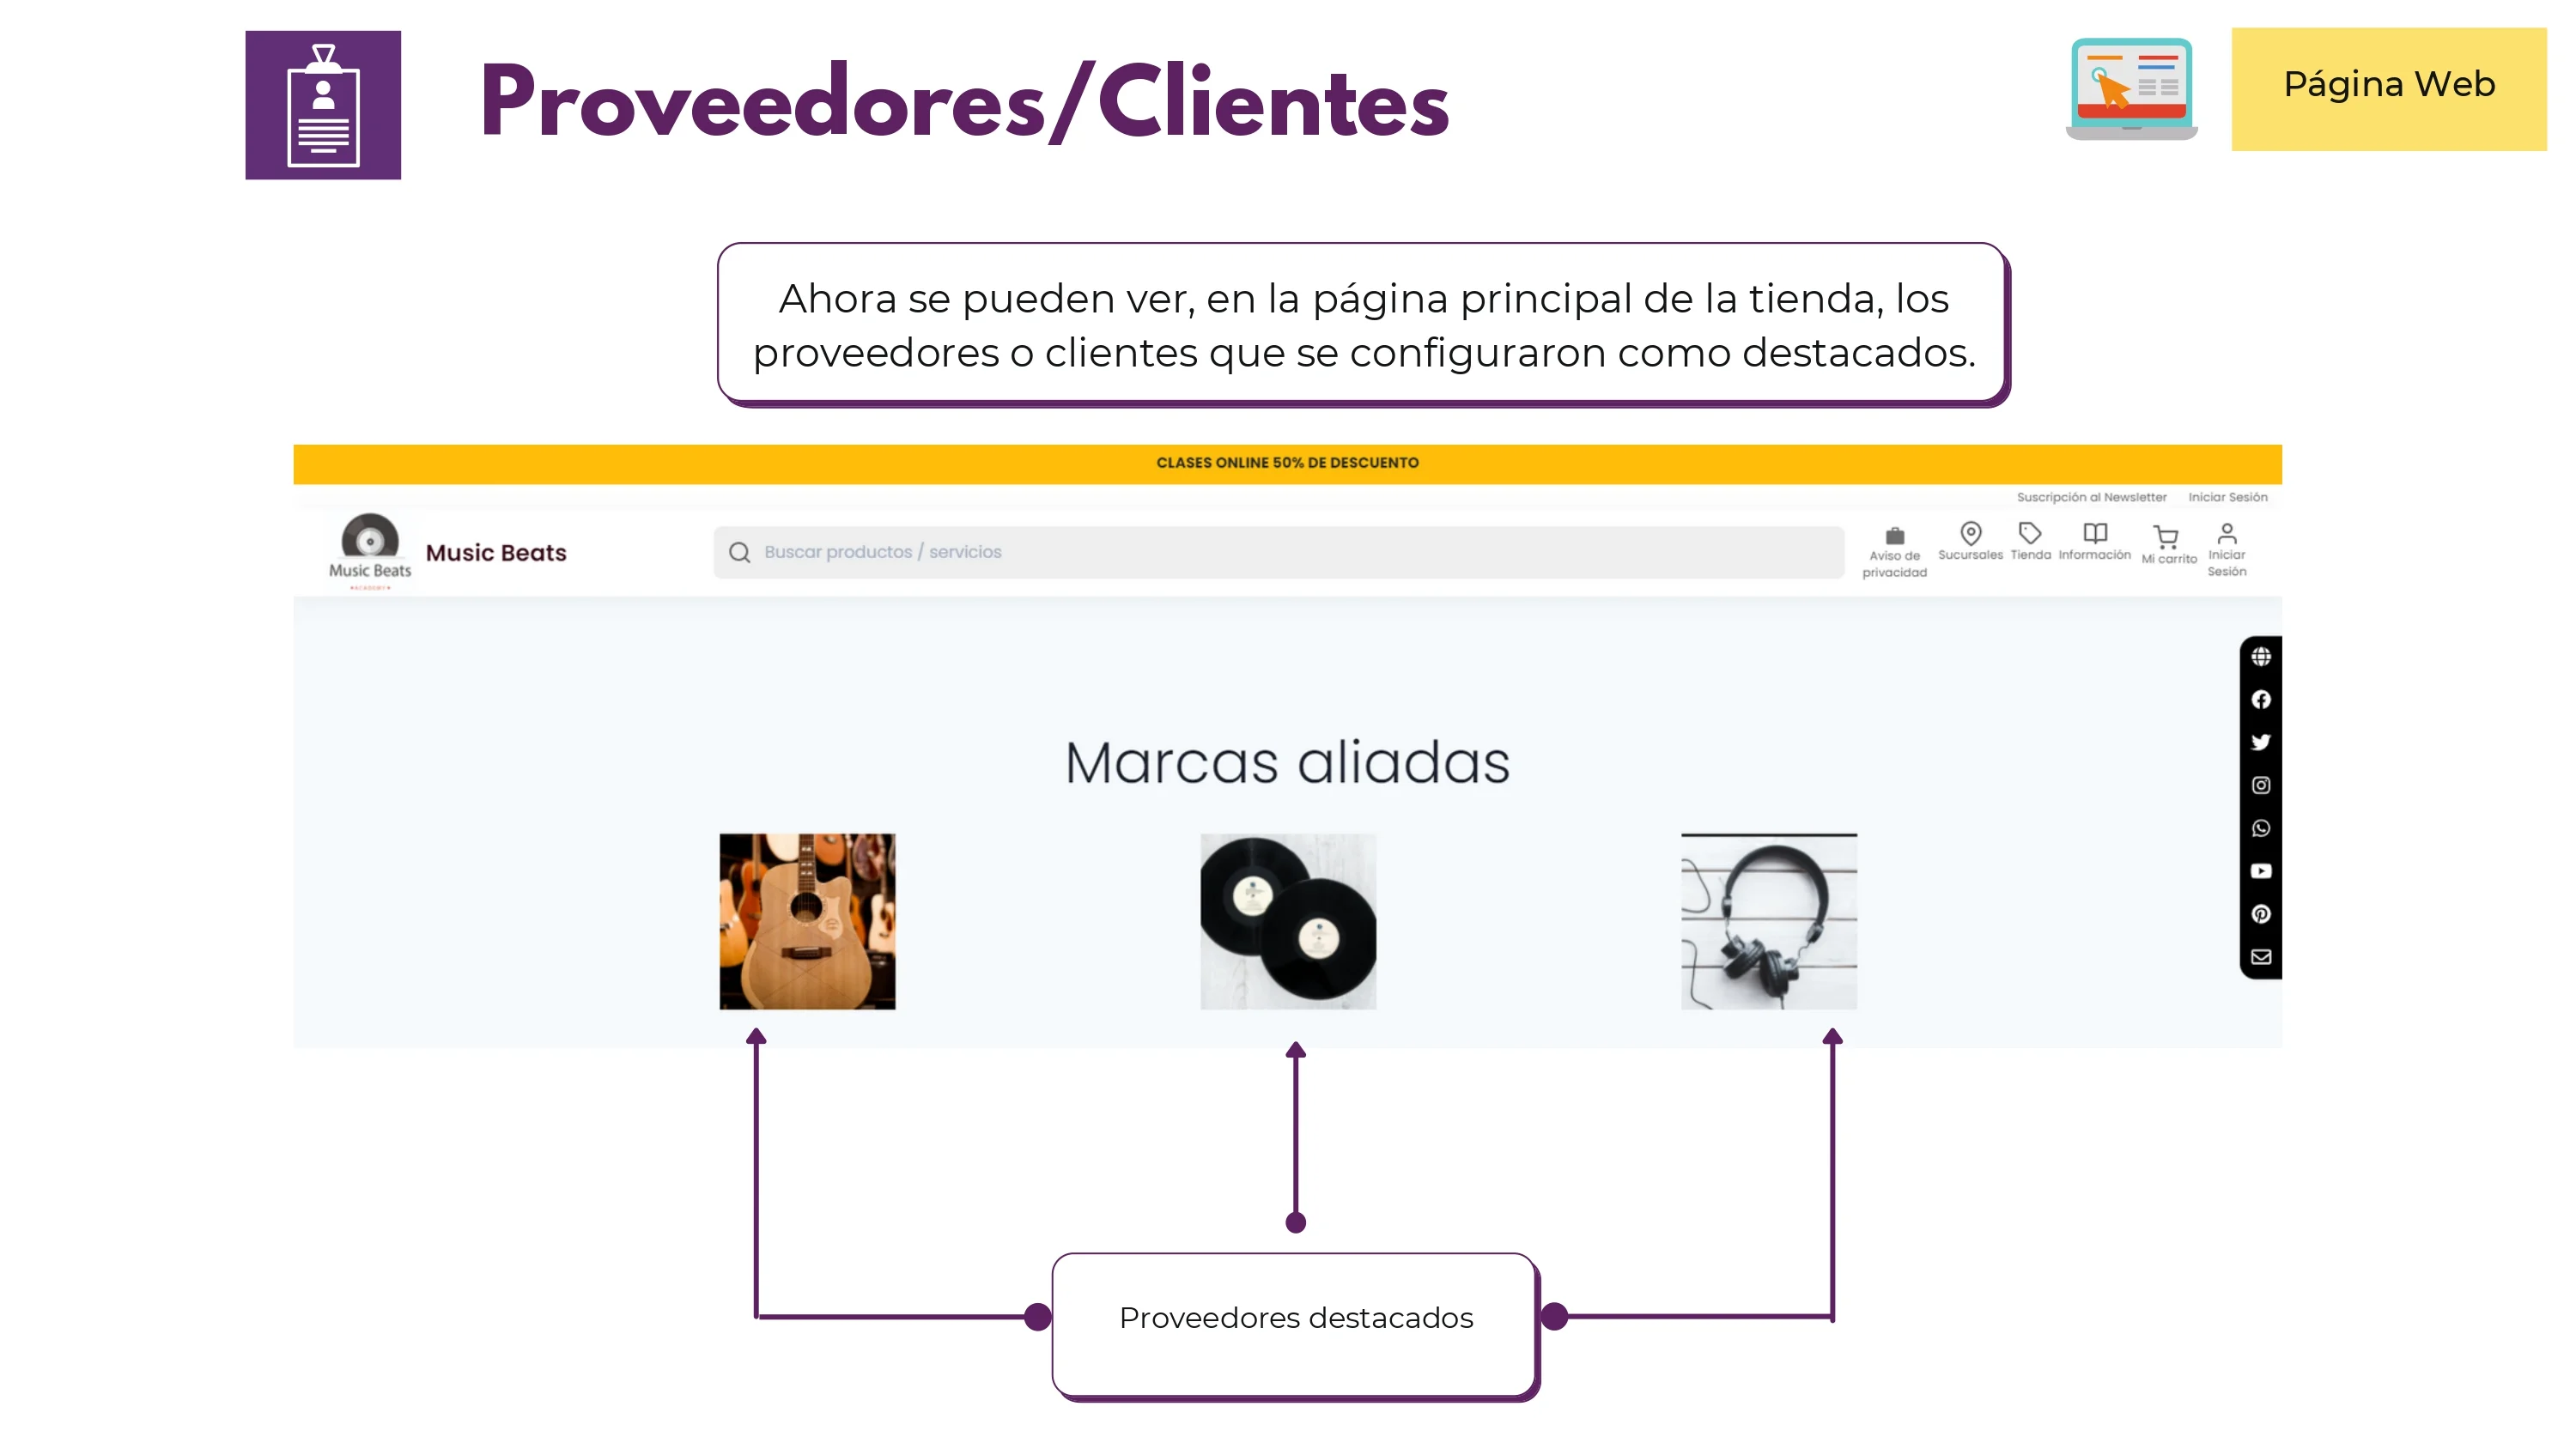 Proveedores/Clientes
Página Web
Ahora se pueden ver, en la página principal de la tienda, los
proveedores o clientes que se configuraron como destacados.
CLASES ONLINE 50% DE DESCUENTO
Suscripción al Newsletter
Iniciar Sesión
Music Beats
ACADEMY
Music Beats
Buscar productos / servicios
Aviso de
privacidad
Sucursales
Tienda
Información
Mi carrito
Iniciar
Sesión
Marcas aliadas
Proveedores destacados